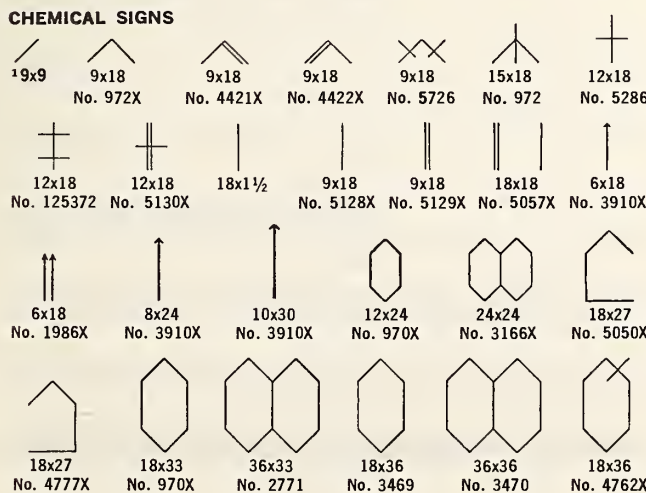 CHEMICAL SIGNS
¹9x9 9x18 9x18 9x18 9x18 15x18 12x18
No. 972X No. 4421X No. 4422X No. 5726 No. 972 No. 5286
12x18 12x18 18x1½ 9x18 9x18 18x18 6x18
No. 125372 No. 5130X No. 5128X No. 5129X No. 5057X No. 3910X
6x18 8x24 10x30 12x24 24x24 18x27
No. 1986X No. 3910X No. 3910X No. 970X No. 3166X No. 5050X
18x27 18x33 36x33 18x36 36x36 18x36
No. 4777X No. 970X No. 2771 No. 3469 No. 3470 No. 4762X